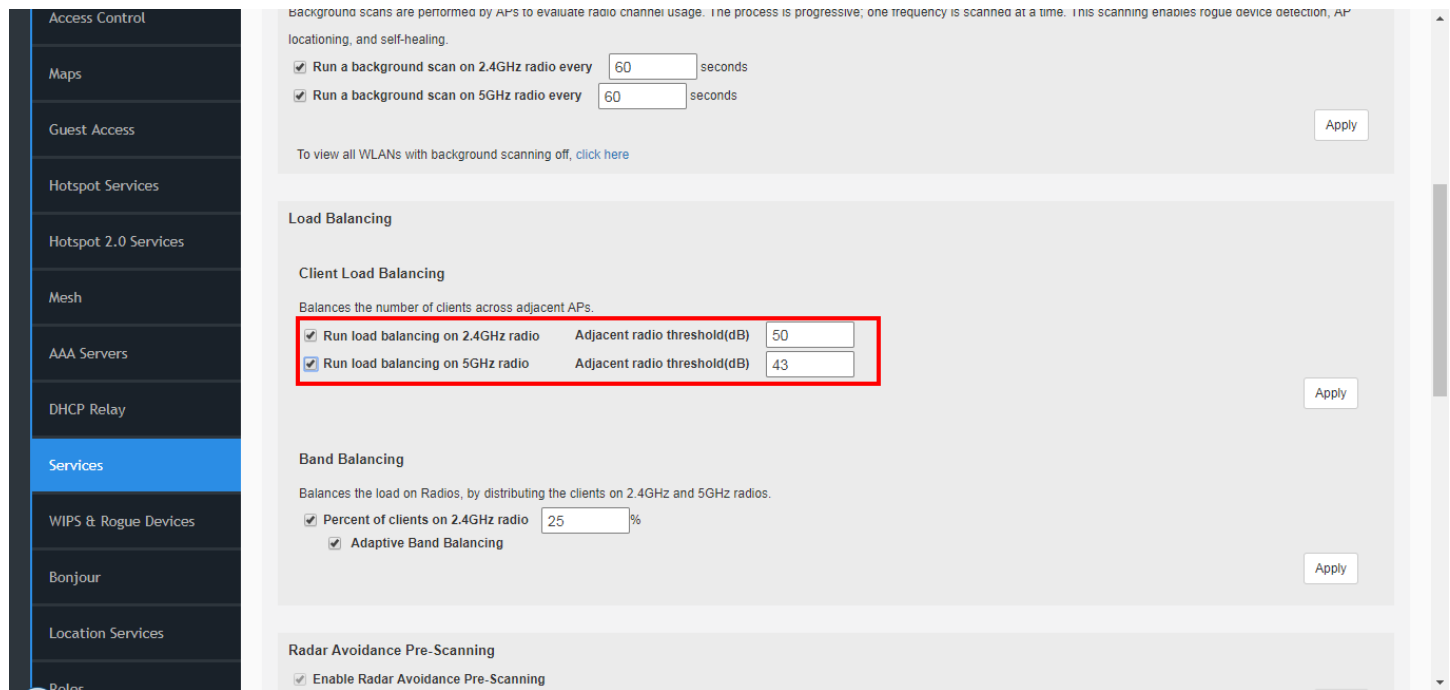 Access Control
Maps
Guest Access
Hotspot Services
Hotspot 2.0 Services
Mesh
AAA Servers
DHCP Relay
Services
WIPS & Rogue Devices
Bonjour
Location Services
Roles
Background scans are performed by APs to evaluate radio channel usage. The process is progressive; one frequency is scanned at a time. This scanning enables rogue device detection, AP
locationing, and self-healing.
Run a background scan on 2.4GHz radio every 60 seconds
Run a background scan on 5GHz radio every 60 seconds
Apply
To view all WLANs with background scanning off, click here
Load Balancing
Client Load Balancing
Balances the number of clients across adjacent APs.
Run load balancing on 2.4GHz radio Adjacent radio threshold(dB) 50
Run load balancing on 5GHz radio Adjacent radio threshold(dB) 43
Apply
Band Balancing
Balances the load on Radios, by distributing the clients on 2.4GHz and 5GHz radios.
Percent of clients on 2.4GHz radio 25 %
Adaptive Band Balancing
Apply
Radar Avoidance Pre-Scanning
Enable Radar Avoidance Pre-Scanning